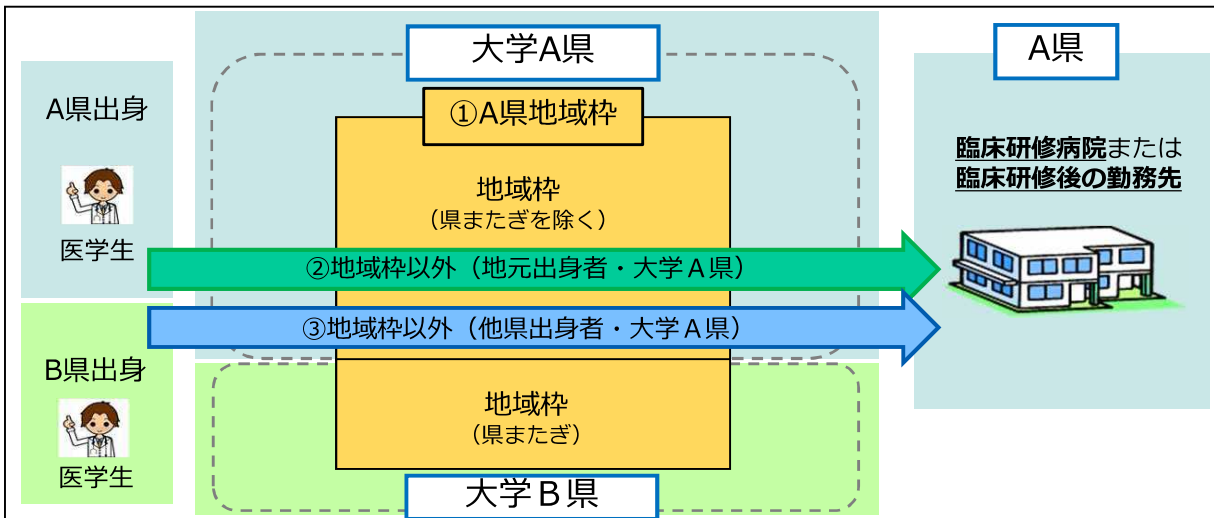 大学A県
A県
A県出身
医学生
①A県地域枠
地域枠
（県またぎを除く）
臨床研修病院または
臨床研修後の勤務先
②地域枠以外（地元出身者・大学Ａ県）
③地域枠以外（他県出身者・大学Ａ県）
B県出身
医学生
地域枠
（県またぎ）
大学Ｂ県